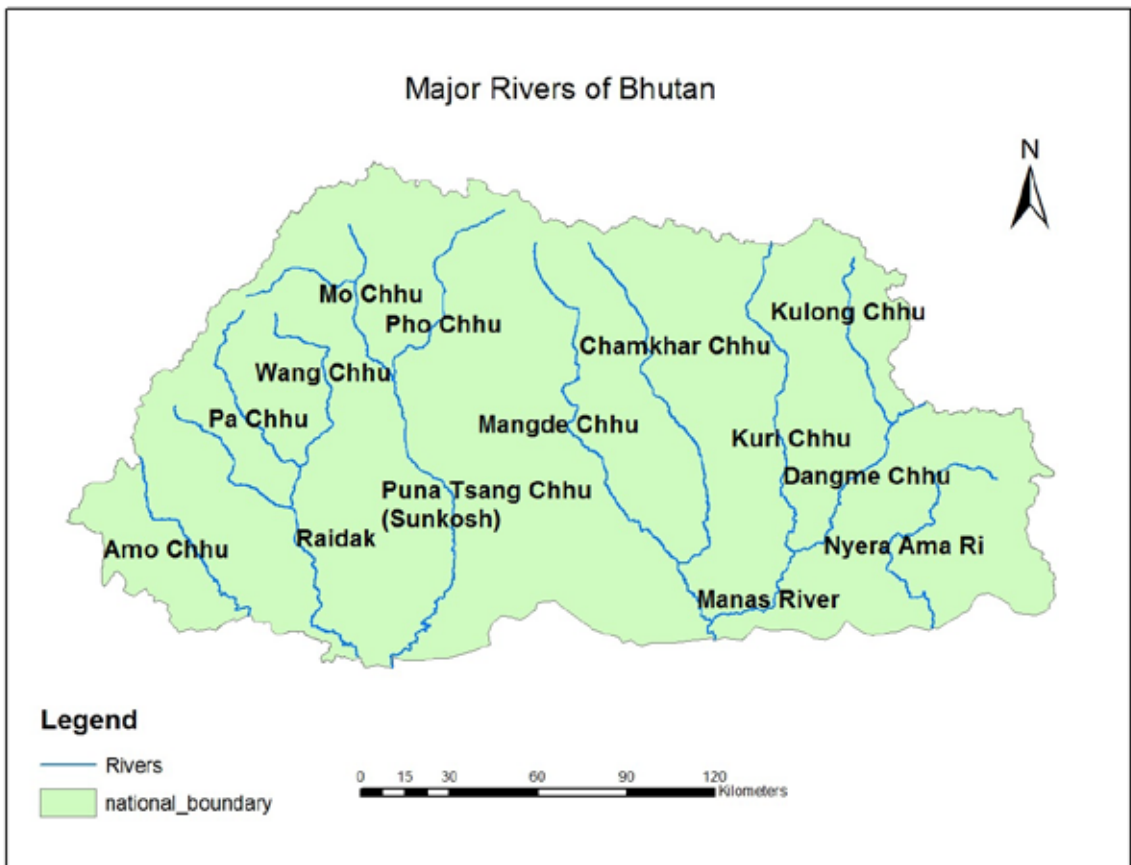 Major Rivers of Bhutan
N
Mo Chhu
Pho Chhu
Kulong Chhu
Chamkhar Chhu
Wang Chhu
Pa Chhu
Mangde Chhu
Kurl Chhu
Dangme Chhu
Puna Tsang Chhu
(Sunkosh)
Raidak
Amo Chhu
Nyera Ama Ri
Manas River
Legend
Rivers
national_boundary
0 15 30 60 90 120
Kilometers